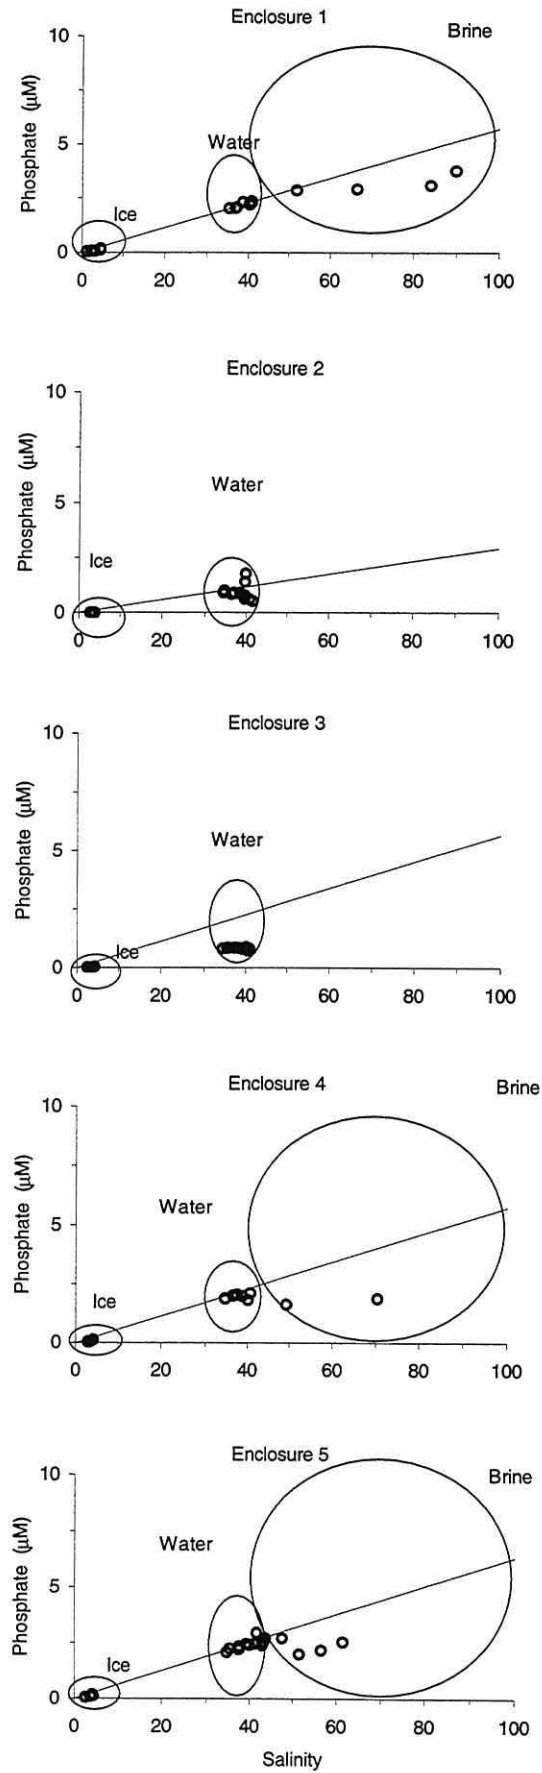 Enclosure 1
Brine
10
Phosphate (µM)
5
Water
Ice
0
0 20 40 60 80 100
Enclosure 2
10
Phosphate (µM)
Water
5
Ice
0
0 20 40 60 80 100
Enclosure 3
10
Phosphate (µM)
Water
5
Ice
0
0 20 40 60 80 100
Enclosure 4
Brine
10
Phosphate (µM)
Water
5
Ice
0
0 20 40 60 80 100
Enclosure 5
Brine
10
Phosphate (µM)
Water
5
Ice
0
0 20 40 60 80 100
Salinity